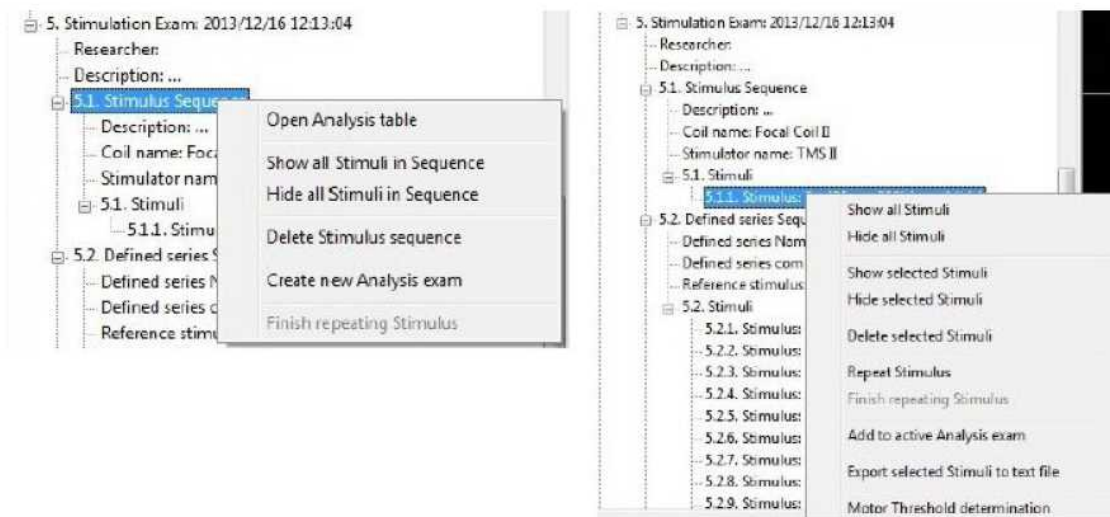 5. Stimulation Exam: 2013/12/16 12:13:04
Researcher:
Description: ...
5.1. Stimulus Seque
Description: ...
Coil name: Foc
Stimulator nam
5.1. Stimuli
5.1.1. Stimu
5.2. Defined series S
Defined series N
Defined series c
Reference stimu
Open Analysis table
Show all Stimuli in Sequence
Hide all Stimuli in Sequence
Delete Stimulus sequence
Create new Analysis exam
Finish repeating Stimulus
5. Stimulation Exam: 2013/12/16 12:13:04
Researcher:
Description: ...
5.1. Stimulus Sequence
Description: ...
Coil name: Focal Coil II
Stimulator name: TMS II
5.1. Stimuli
5.1.1. Stimulus:
5.2. Defined series Sequ
Defined series Nam
Defined series com
Reference stimulus
5.2. Stimuli
5.2.1. Stimulus:
5.2.2. Stimulus:
5.2.3. Stimulus:
5.2.4. Stimulus:
5.2.5. Stimulus:
5.2.6. Stimulus:
5.2.7. Stimulus:
5.2.8. Stimulus:
5.2.9. Stimulus:
Show all Stimuli
Hide all Stimuli
Show selected Stimuli
Hide selected Stimuli
Delete selected Stimuli
Repeat Stimulus
Finish repeating Stimulus
Add to active Analysis exam
Export selected Stimuli to text file
Motor Threshold determination